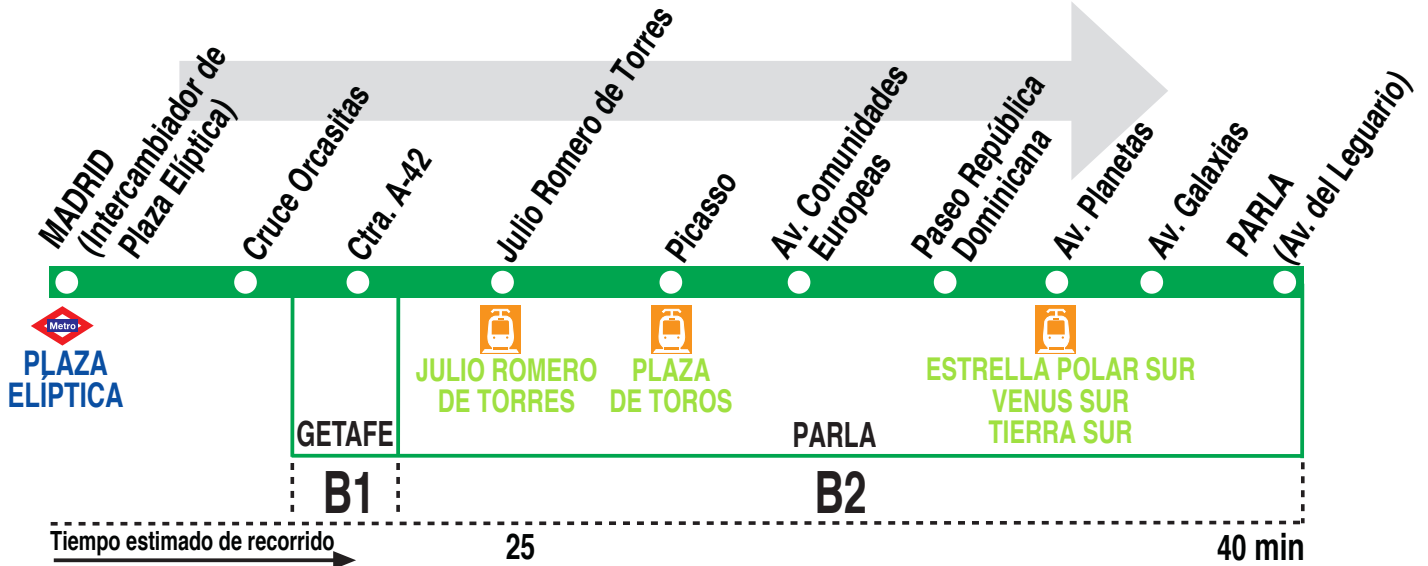 MADRID
(Intercambiador de
Plaza Elíptica)
Cruce Orcasitas
Ctra. A-42
Julio Romero de Torres
Picasso
Av. Comunidades
Europeas
Paseo República
Dominicana
Av. Planetas
Av. Galaxias
PARLA
(Av. del Leguario)
Metro
PLAZA
ELÍPTICA
JULIO ROMERO
DE TORRES
PLAZA
DE TOROS
ESTRELLA POLAR SUR
VENUS SUR
TIERRA SUR
GETAFE
PARLA
B1
B2
Tiempo estimado de recorrido
25
40 min